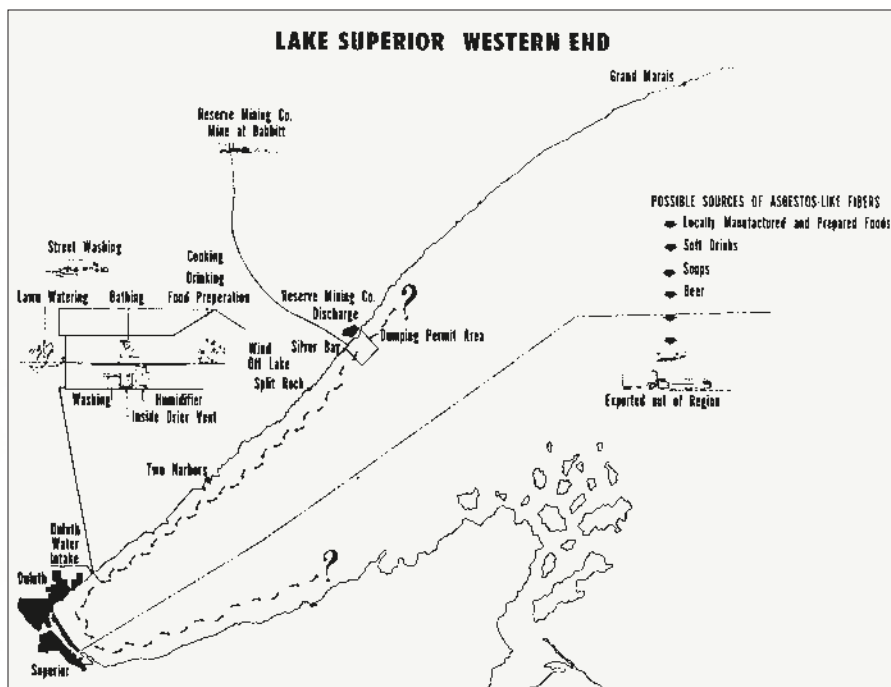 LAKE SUPERIOR WESTERN END
Grand Marais
Reserve Mining Co.
Mine at Babbitt
POSSIBLE SOURCES OF ASBESTOS-LIKE FIBERS
Locally Manufactured and Prepared Foods
Soft Drinks
Soaps
Beer
Exported out of Region
Street Washing
Cooking
Drinking
Food Preperation
Lawn Watering
Bathing
Reserve Mining Co.
Discharge
?
Dumping Permit Area
Silver Bay
Wind
Off Lake
Split Rock
Washing
Humidifier
Inside Drier Vent
Two Harbors
Duluth
Water
Intake
Duluth
?
Superior